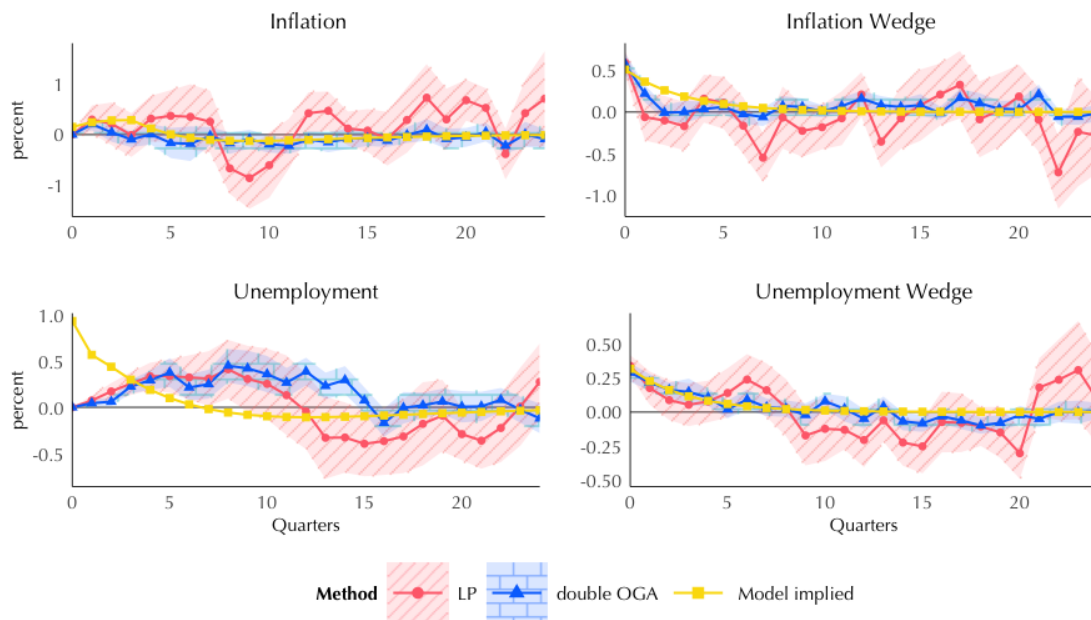 Inflation
Inflation Wedge
percent
1
0
-1
0.5
0.0
-0.5
-1.0
0 5 10 15 20
0 5 10 15 20
Unemployment
Unemployment Wedge
percent
1.0
0.5
0.0
-0.5
0.50
0.25
0.00
-0.25
-0.50
0 5 10 15 20
0 5 10 15 20
Quarters
Quarters
Method LP double OGA Model implied